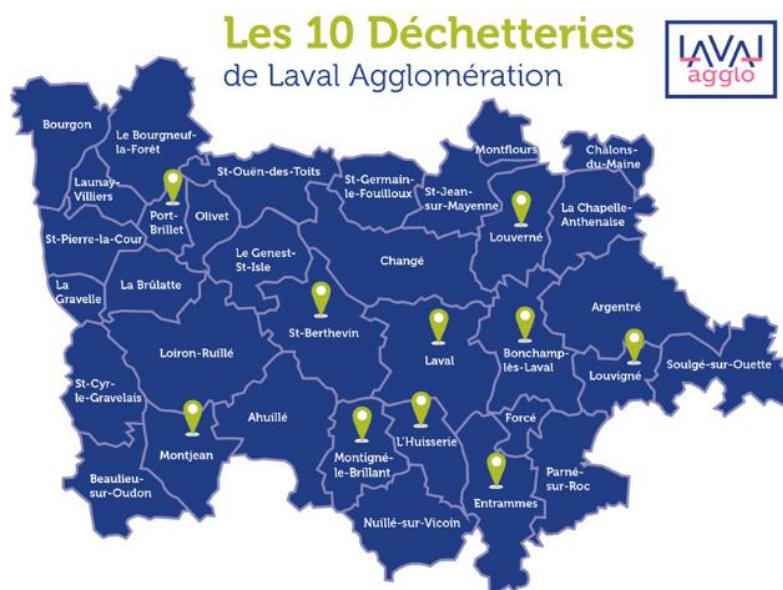 Les 10 Déchetteries
de Laval Agglomération
LAVAL
agglo
Bourgon
Le Bourgneuf-
la-Forêt
Launay-
Villiers
St-Ouën-des-Toits
St-Germain-
le-Fouilloux
St-Jean-
sur-Mayenne
Montflours
Châlons-
du-Maine
Port-
Brillet
Olivet
Louverné
La Chapelle-
Anthenaise
St-Pierre-la-Cour
Le Genest-
St-Isle
Changé
La
Gravelle
La Brûlatte
Argentré
St-Berthevin
Loiron-Ruillé
Laval
Bonchamp-
lès-Laval
Louvigné
Soulgé-sur-Ouette
St-Cyr-
le-Gravelais
Ahuillé
Forcé
L'Huisserie
Montjean
Montigné-
le-Brillant
Beaulieu-
sur-Oudon
Entrammes
Parné-
sur-Roc
Nuillé-sur-Vicoin